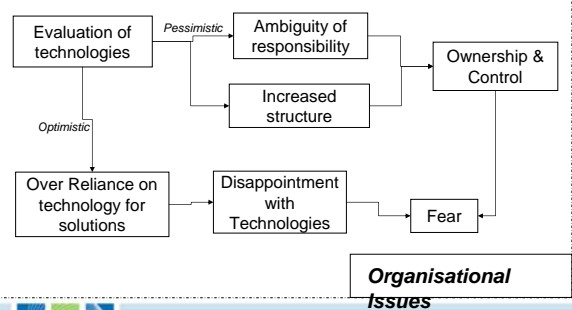 Evaluation of
technologies
Pessimistic
Ambiguity of
responsibility
Ownership &
Control
Increased
structure
Optimistic
Over Reliance on
technology for
solutions
Disappointment
with
Technologies
Fear
Organisational
Issues